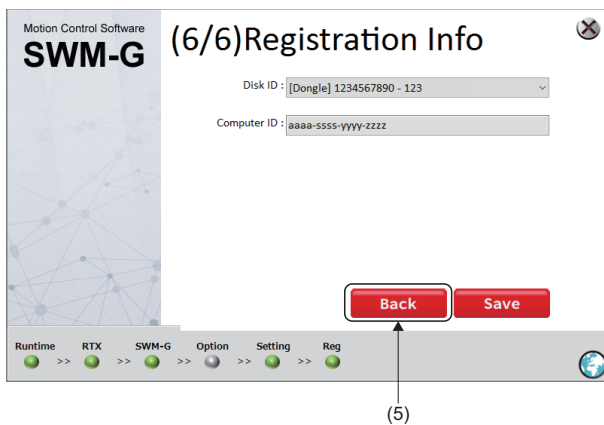 Motion Control Software
SWM-G
(6/6)Registration Info
Disk ID : [Dongle] 1234567890 - 123
Computer ID : aaaa-ssss-yyyy-zzzz
Back Save
Runtime RTX SWM-G Option Setting Reg
>> >> >> >> >>
(5)